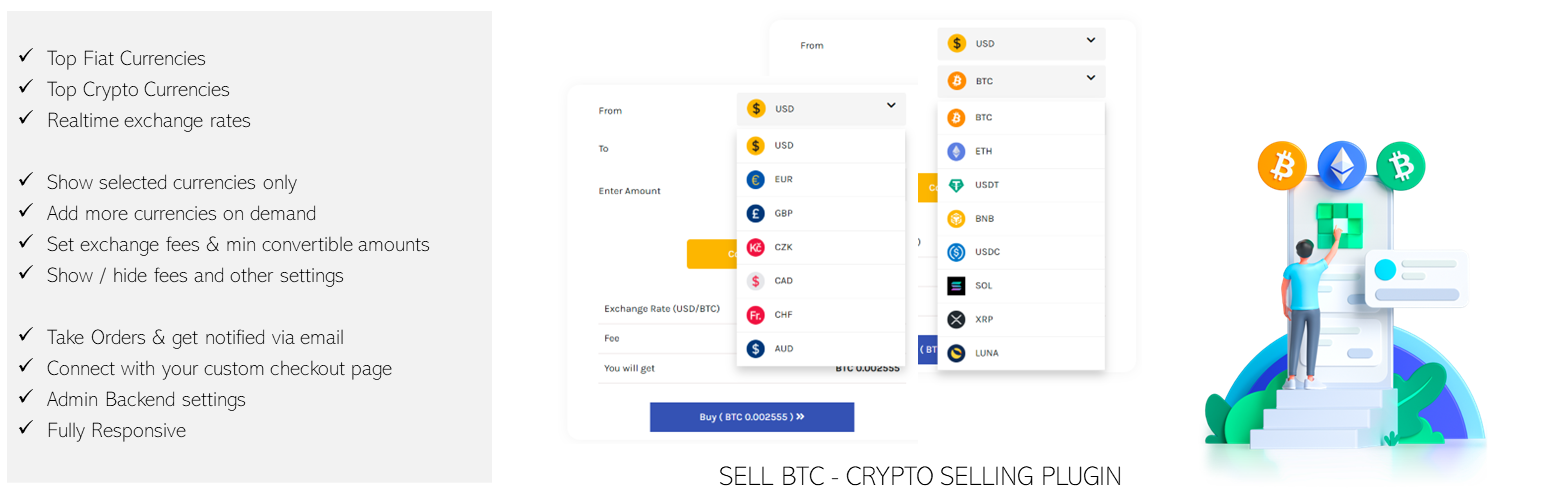 Top Fiat Currencies
Top Crypto Currencies
Realtime exchange rates
Show selected currencies only
Add more currencies on demand
Set exchange fees & min convertible amounts
Show / hide fees and other settings
Take Orders & get notified via email
Connect with your custom checkout page
Admin Backend settings
Fully Responsive
From
USD
To
USD
EUR
GBP
Enter Amount
CZK
CAD
CHF
AUD
Exchange Rate (USD/BTC)
Fee
You will get
BTC 0.002555
Buy ( BTC 0.002555 )
From
USD
BTC
BTC
ETH
USDT
BNB
USDC
SOL
XRP
LUNA
SELL BTC - CRYPTO SELLING PLUGIN